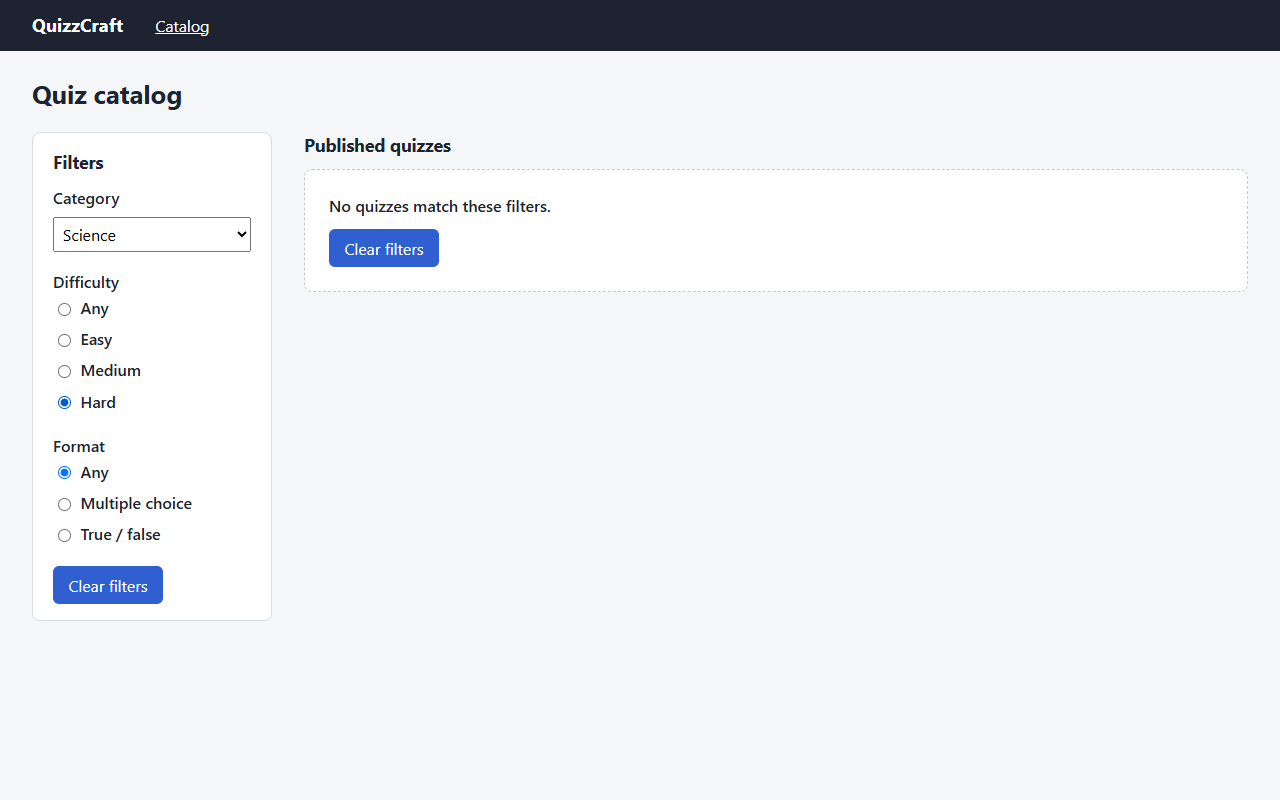 QuizzCraft Catalog
Quiz catalog
Filters
Category
Science
Difficulty
Any
Easy
Medium
Hard
Format
Any
Multiple choice
True / false
Clear filters
Published quizzes
No quizzes match these filters.
Clear filters